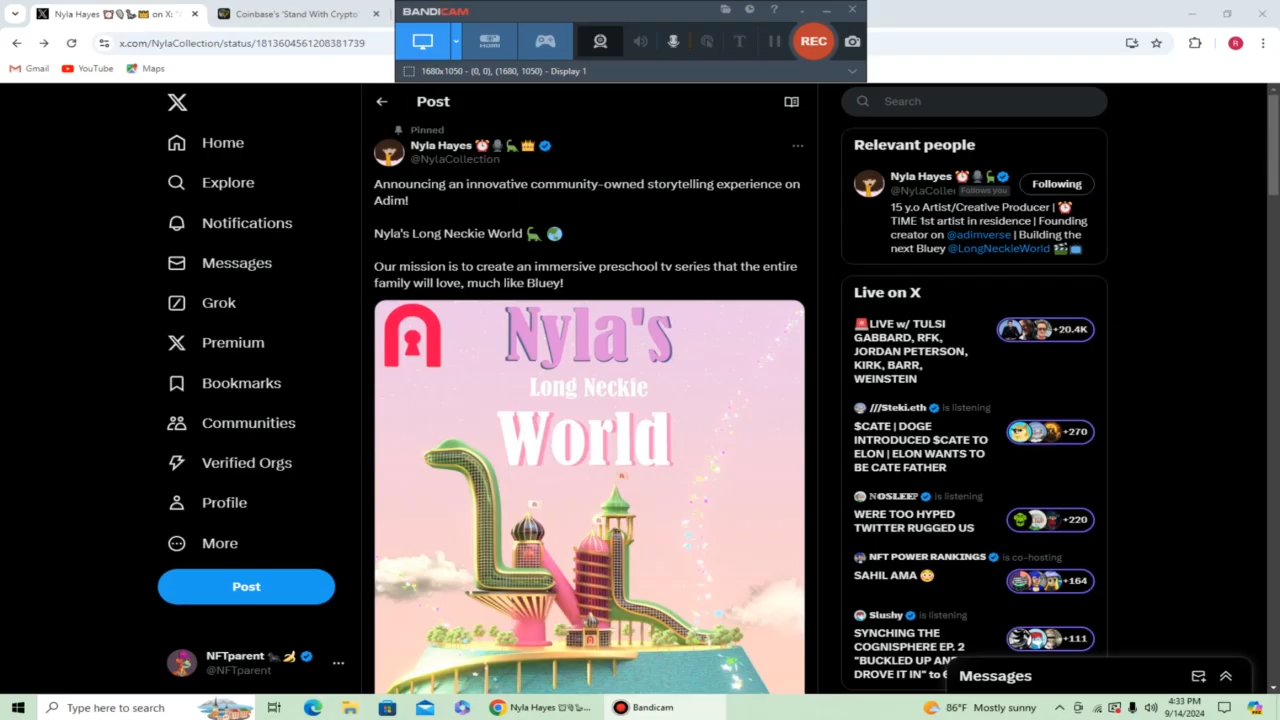 Nyla Hayes ⏰🎙🦕👑 on X: "A
Coinbase's 'Stand With Crypto'
BANDICAM
HDMI
REC
1680x1050 - (0, 0), (1680, 1050) - Display 1
x.com/NylaCollection/status/1813604561208381739
R
Gmail
YouTube
Maps
Home
Explore
Notifications
Messages
Grok
Premium
Bookmarks
Communities
Verified Orgs
Profile
More
Post
NFTparent
@NFTparent
Post
Pinned
Nyla Hayes ⏰🎙🦕👑
@NylaCollection
Announcing an innovative community-owned storytelling experience on
Adim!
Nyla's Long Neckie World 🦕 🌏
Our mission is to create an immersive preschool tv series that the entire
family will love, much like Bluey!
Nyla's
Long Neckie
World
Search
Relevant people
Nyla Hayes ⏰🎙🦕
@NylaCollec
Follows you
Following
15 y.o Artist/Creative Producer | ⏰
TIME 1st artist in residence | Founding
creator on @adimverse | Building the
next Bluey @LongNeckieWorld 🎬📺
Live on X
🚨LIVE w/ TULSI
GABBARD, RFK,
JORDAN PETERSON,
KIRK, BARR,
WEINSTEIN
+20.4K
///Steki.eth is listening
$CATE | DOGE
INTRODUCED $CATE TO
ELON | ELON WANTS TO
BE CATE FATHER
+270
NOSLEEP is listening
WERE TOO HYPED
TWITTER RUGGED US
+220
NFT POWER RANKINGS is co-hosting
SAHIL AMA 😳
+164
Slushy is listening
SYNCHING THE
COGNISPHERE EP. 2
"BUCKLED UP AN
DROVE IT IN" to
+111
Messages
Type here to search
Nyla Hayes ⏰🎙🦕...
Bandicam
86°F Mostly sunny
4:33 PM
9/14/2024